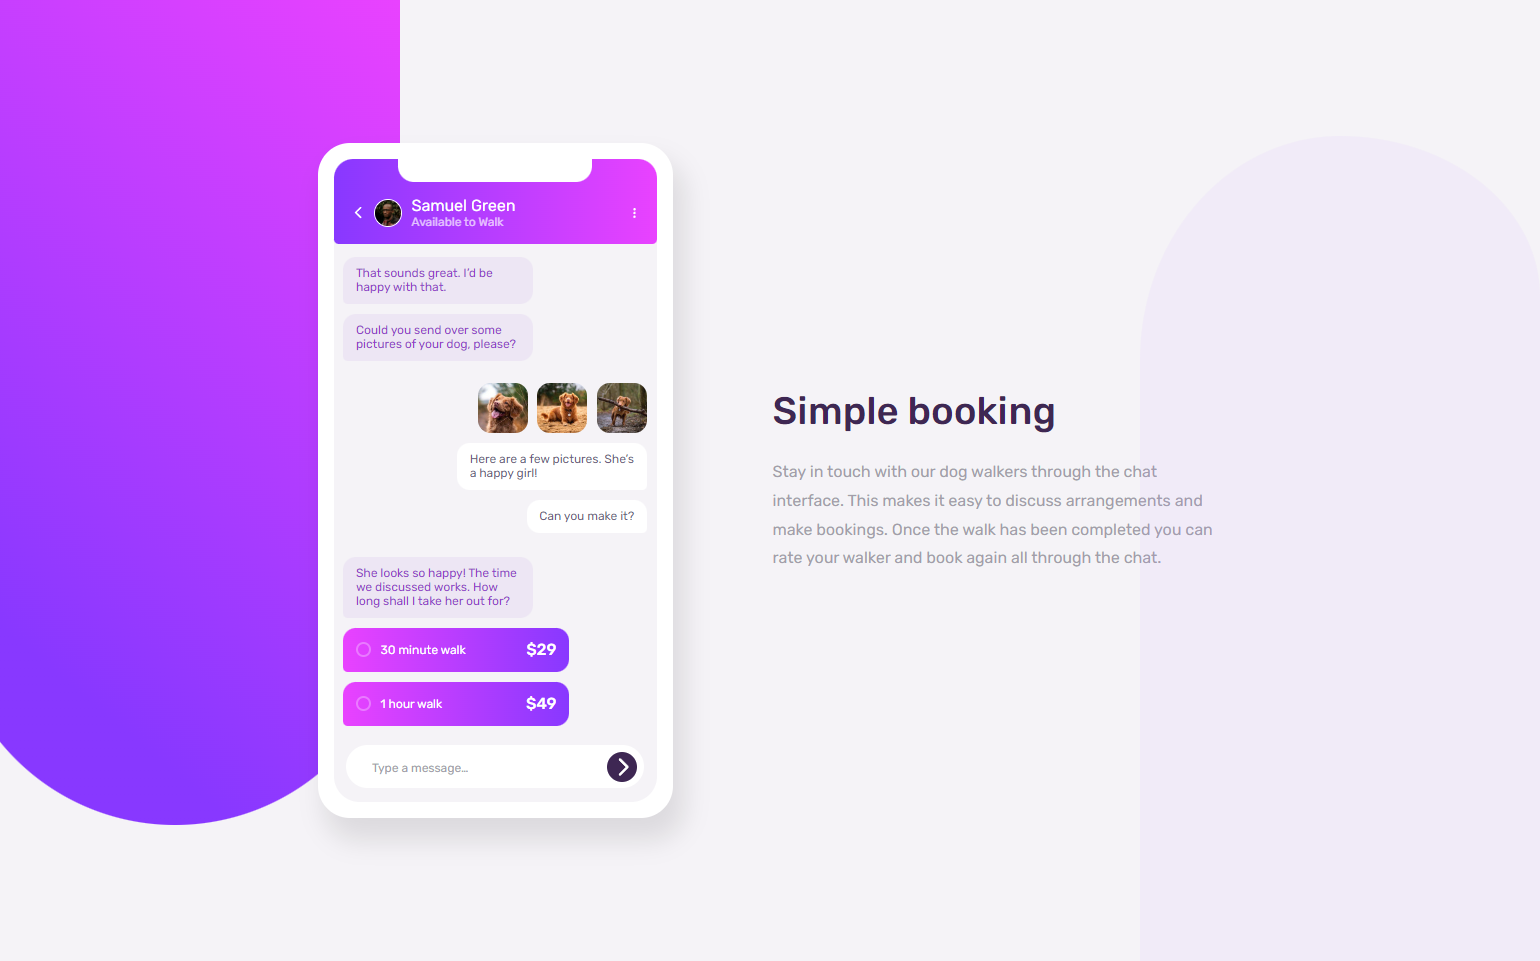 Samuel Green
Available to Walk
That sounds great. I’d be
happy with that.
Could you send over some
pictures of your dog, please?
Here are a few pictures. She’s
a happy girl!
Can you make it?
She looks so happy! The time
we discussed works. How
long shall I take her out for?
30 minute walk $29
1 hour walk $49
Type a message…
Simple booking
Stay in touch with our dog walkers through the chat
interface. This makes it easy to discuss arrangements and
make bookings. Once the walk has been completed you can
rate your walker and book again all through the chat.